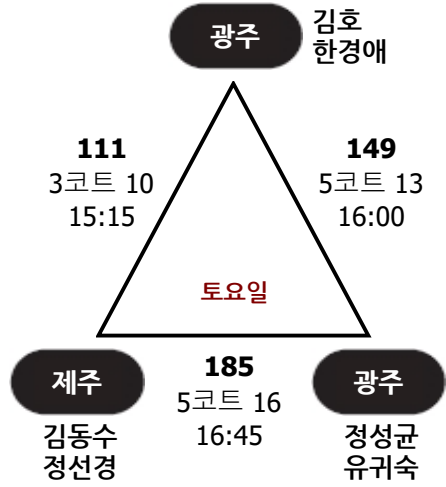 광주
김호
한경애
111
3코트 10
15:15
149
5코트 13
16:00
토요일
제주
김동수
정선경
185
5코트 16
16:45
광주
정성균
유귀숙